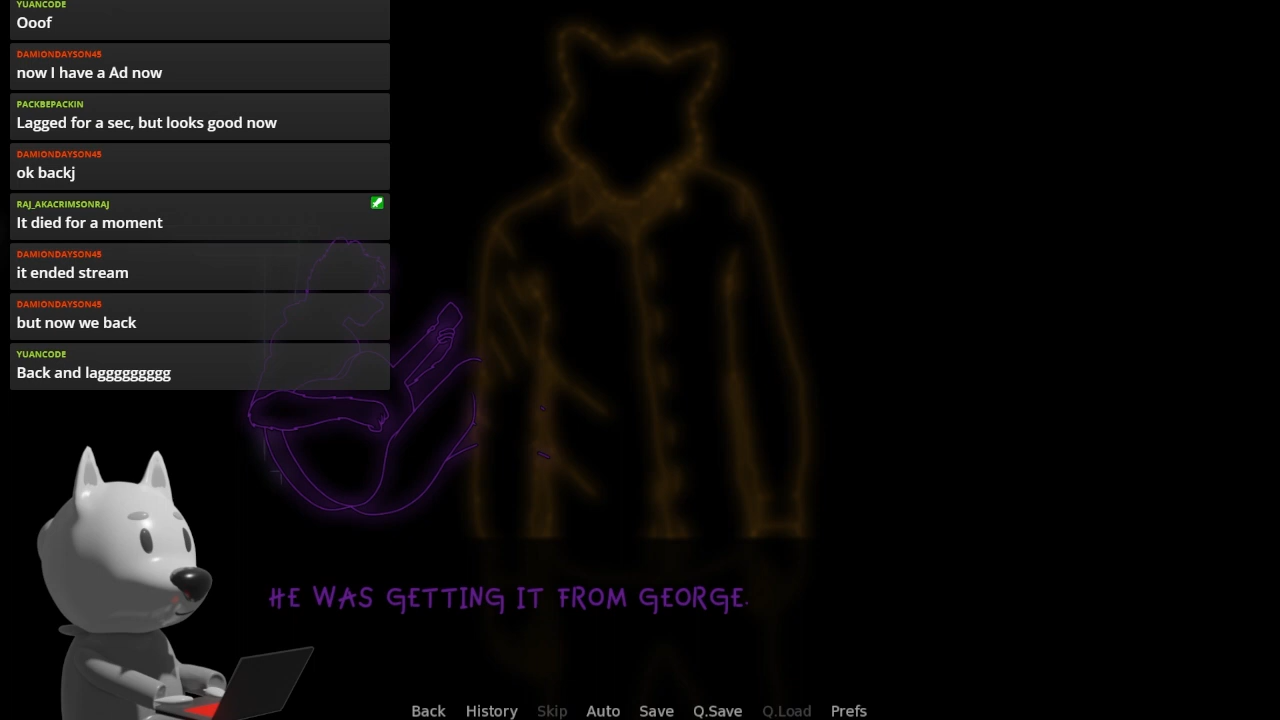 YUANCODE
Ooof
DAMIONDAYSON45
now I have a Ad now
PACKBEPACKIN
Lagged for a sec, but looks good now
DAMIONDAYSON45
ok backj
RAJ_AKACRIMSONRAJ
It died for a moment
DAMIONDAYSON45
it ended stream
DAMIONDAYSON45
but now we back
YUANCODE
Back and laggggggggg
HE WAS GETTING IT FROM GEORGE.
Back History Skip Auto Save Q.Save Q.Load Prefs